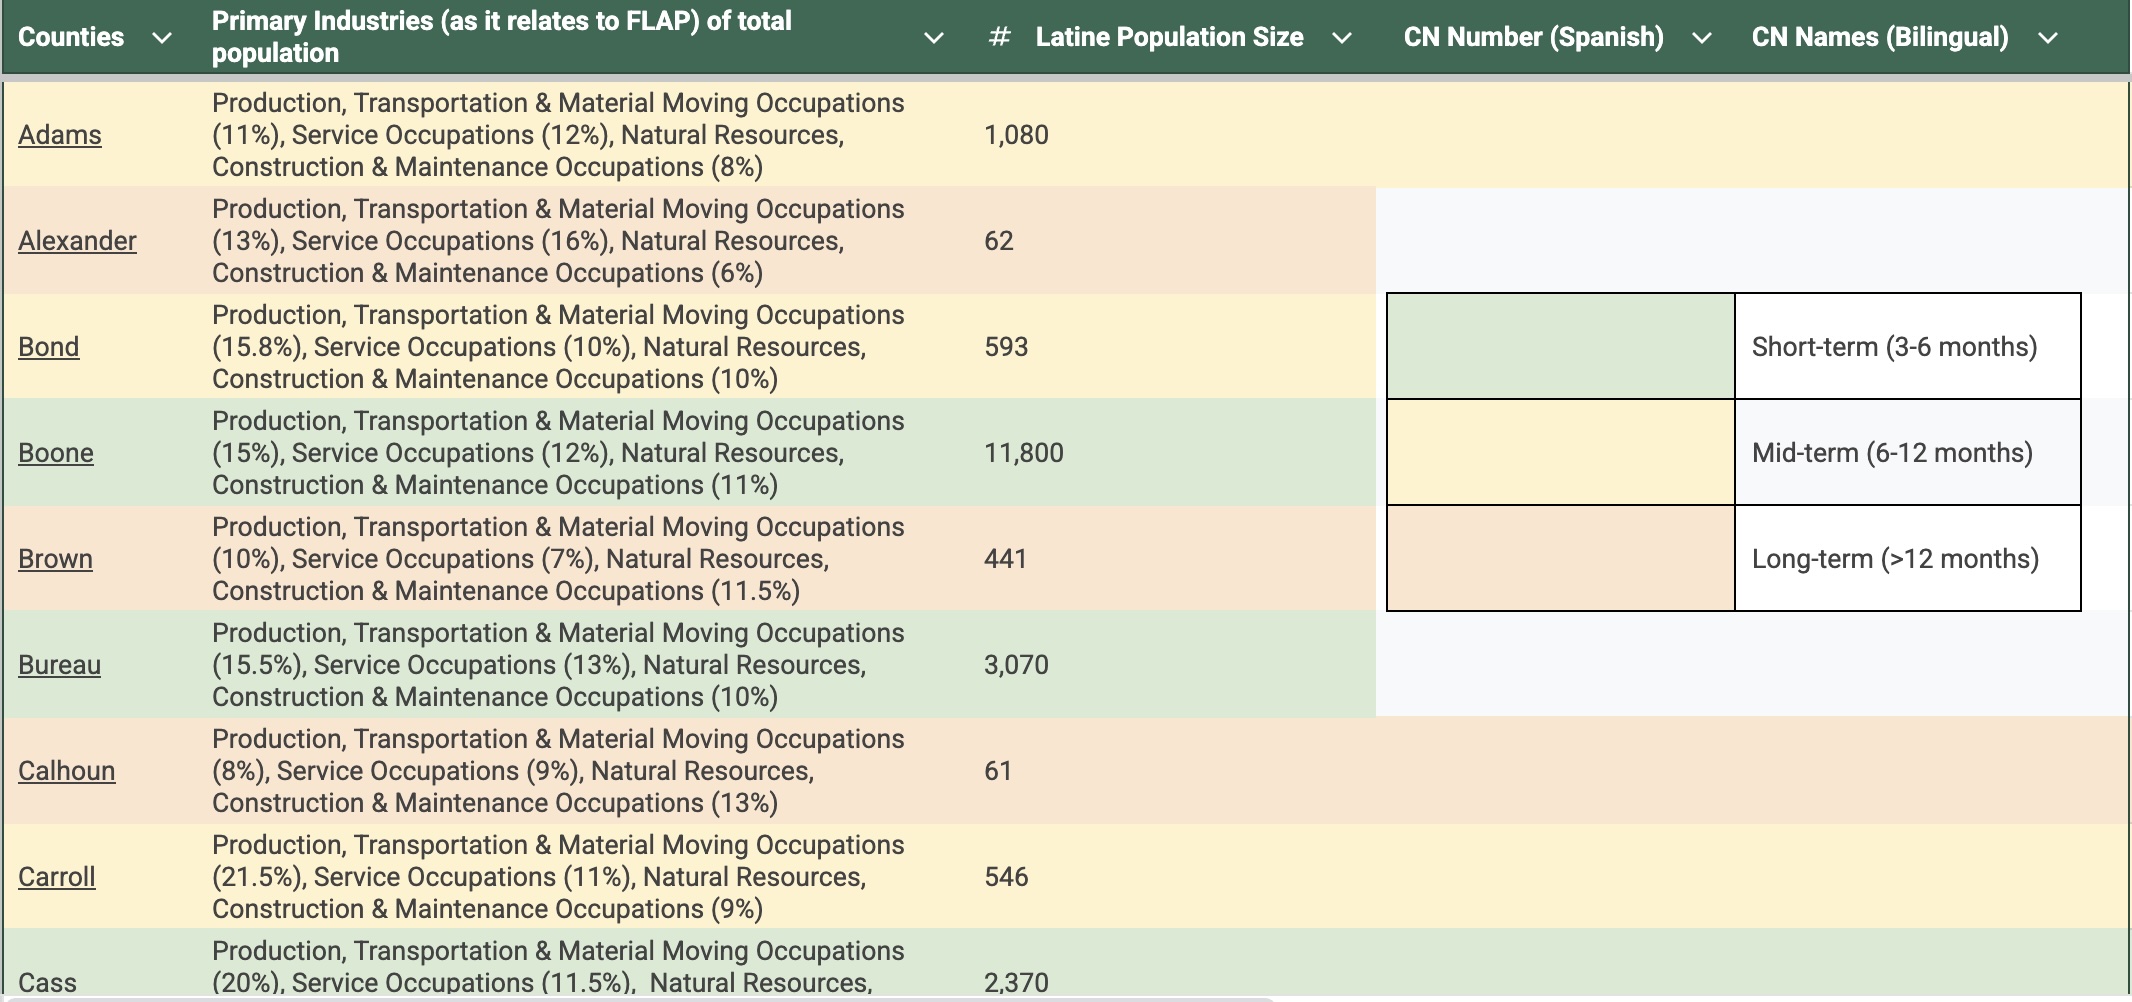 Counties
Primary Industries (as it relates to FLAP) of total
population
# Latine Population Size
CN Number (Spanish)
CN Names (Bilingual)
Adams
Production, Transportation & Material Moving Occupations
(11%), Service Occupations (12%), Natural Resources,
Construction & Maintenance Occupations (8%)
1,080
Alexander
Production, Transportation & Material Moving Occupations
(13%), Service Occupations (16%), Natural Resources,
Construction & Maintenance Occupations (6%)
62
Bond
Production, Transportation & Material Moving Occupations
(15.8%), Service Occupations (10%), Natural Resources,
Construction & Maintenance Occupations (10%)
593
Short-term (3-6 months)
Boone
Production, Transportation & Material Moving Occupations
(15%), Service Occupations (12%), Natural Resources,
Construction & Maintenance Occupations (11%)
11,800
Mid-term (6-12 months)
Brown
Production, Transportation & Material Moving Occupations
(10%), Service Occupations (7%), Natural Resources,
Construction & Maintenance Occupations (11.5%)
441
Long-term (>12 months)
Bureau
Production, Transportation & Material Moving Occupations
(15.5%), Service Occupations (13%), Natural Resources,
Construction & Maintenance Occupations (10%)
3,070
Calhoun
Production, Transportation & Material Moving Occupations
(8%), Service Occupations (9%), Natural Resources,
Construction & Maintenance Occupations (13%)
61
Carroll
Production, Transportation & Material Moving Occupations
(21.5%), Service Occupations (11%), Natural Resources,
Construction & Maintenance Occupations (9%)
546
Cass
Production, Transportation & Material Moving Occupations
(20%), Service Occupations (11.5%), Natural Resources,
2,370